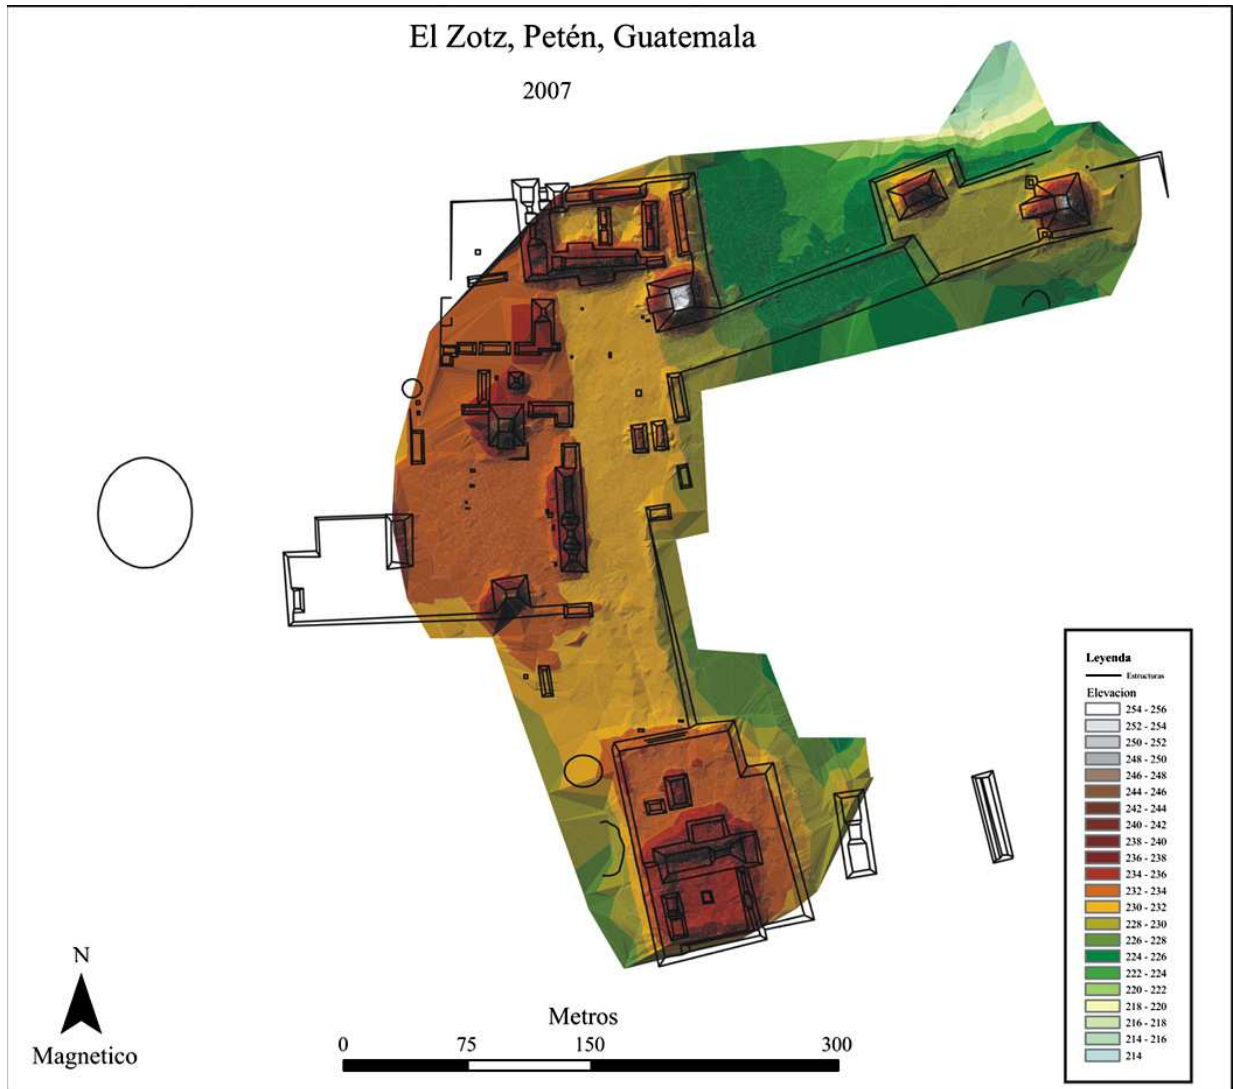 El Zotz, Petén, Guatemala
2007
Leyenda
Estructuras
Elevacion
254 - 256
252 - 254
250 - 252
248 - 250
246 - 248
244 - 246
242 - 244
240 - 242
238 - 240
236 - 238
234 - 236
232 - 234
230 - 232
228 - 230
226 - 228
224 - 226
222 - 224
220 - 222
218 - 220
216 - 218
214 - 216
214
N
Magnetico
Metros
0 75 150 300